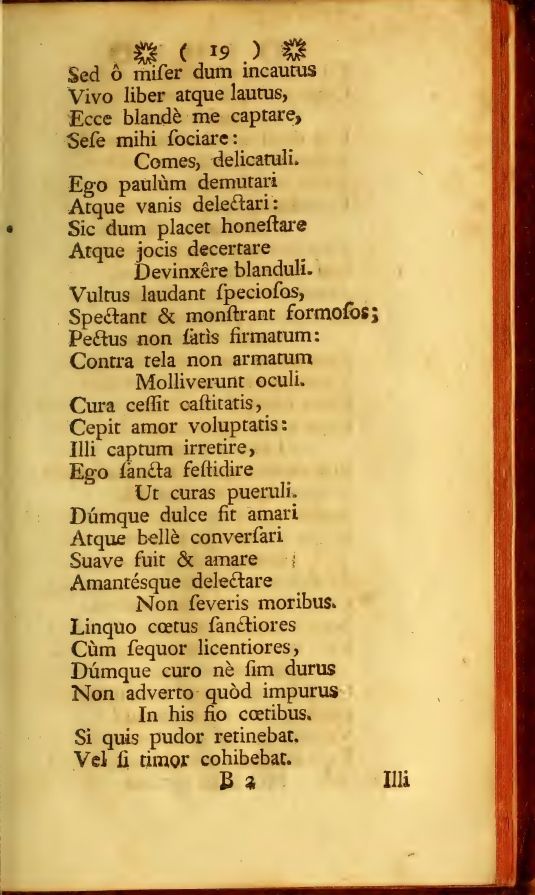 ( 19 )
Sed ô miſer dum incautus
Vivo liber atque lautus,
Ecce blandè me captare,
Seſe mihi ſociare:
Comes, delicatuli.
Ego paulùm demutari
Atque vanis delectari:
Sic dum placet honeſtare
Atque jocis decertare
Devinxêre blanduli.
Vultus laudant ſpecioſos,
Spectant & monſtrant formoſos;
Pectus non ſatìs firmatum:
Contra tela non armatum
Molliverunt oculi.
Cura ceſſit caſtitatis,
Cepit amor voluptatis:
Illi captum irretire,
Ego ſancta feſtidire
Ut curas pueruli.
Dúmque dulce fit amari
Atque bellè converſari
Suave fuit & amare
Amantésque delectare
Non ſeveris moribus.
Linquo cœtus ſanctiores
Cùm ſequor licentiores,
Dúmque curo nè ſim durus
Non adverto quòd impurus
In his fio cœtibus.
Si quis pudor retinebat.
Vel ſi timor cohibebat.
B 2 Illi